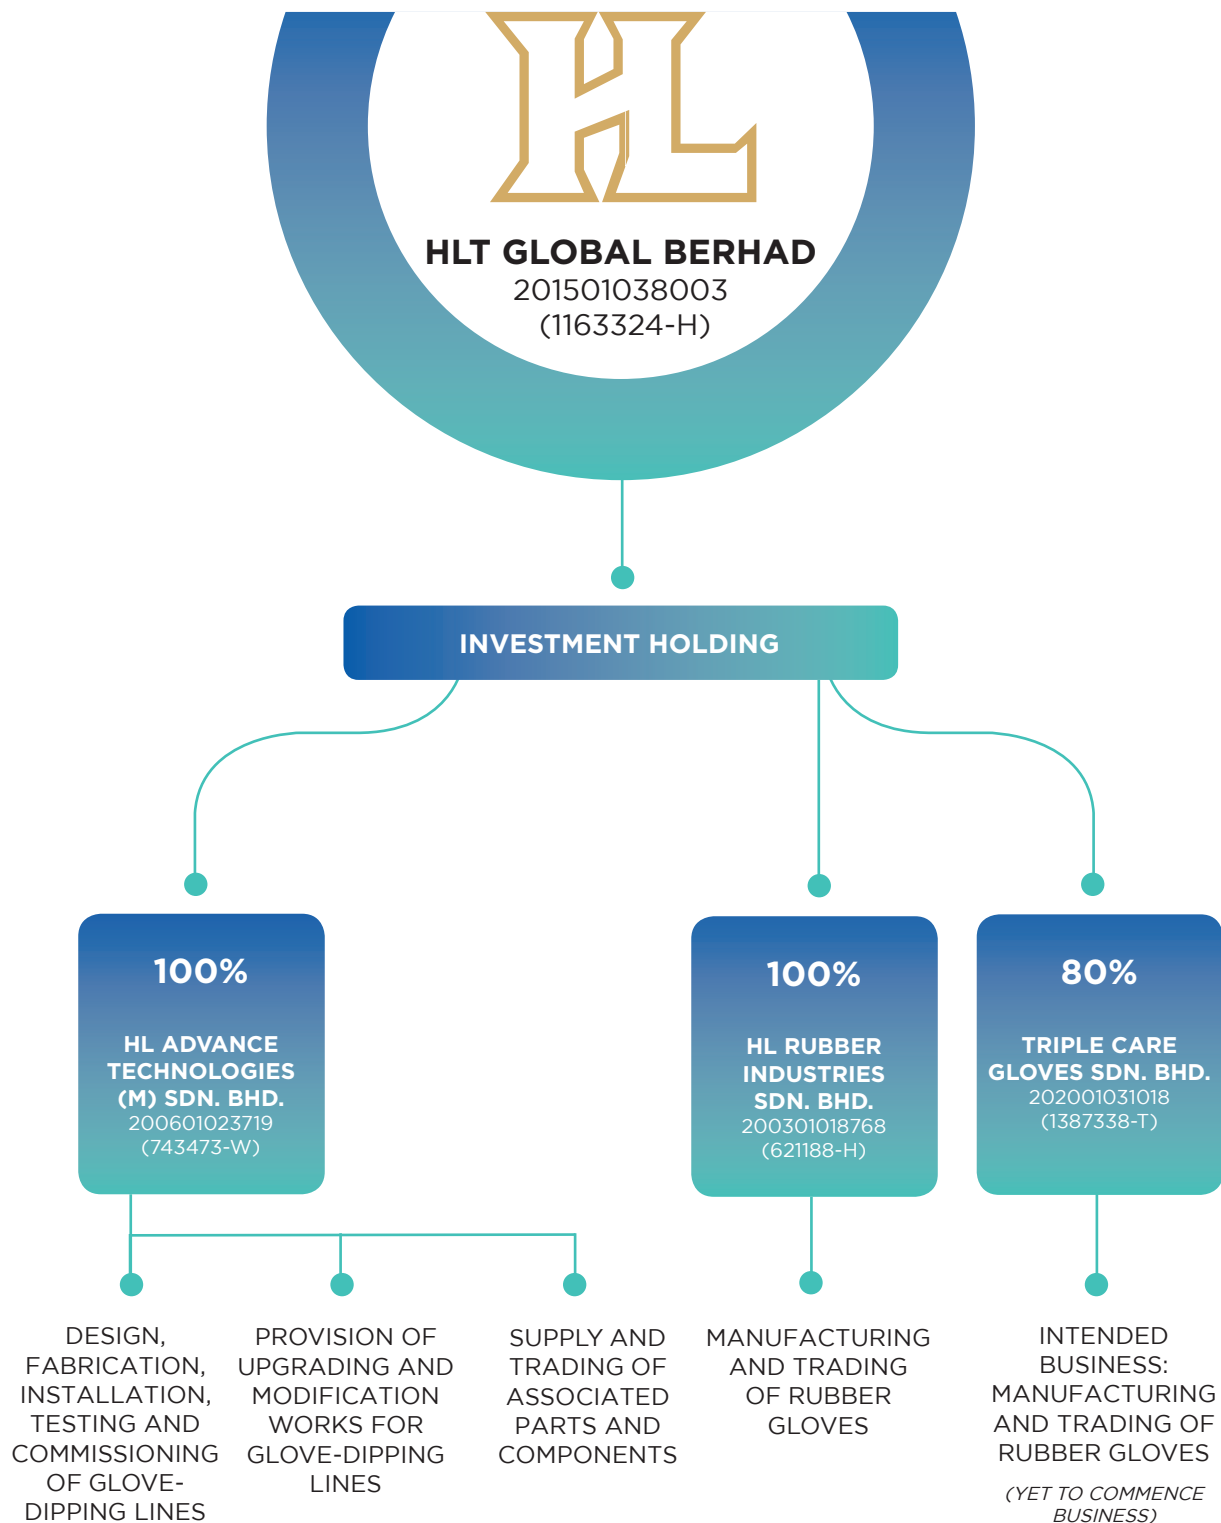 HL
HLT GLOBAL BERHAD
201501038003
(1163324-H)
INVESTMENT HOLDING
100%
HL ADVANCE
TECHNOLOGIES
(M) SDN. BHD.
200601023719
(743473-W)
100%
HL RUBBER
INDUSTRIES
SDN. BHD.
200301018768
(621188-H)
80%
TRIPLE CARE
GLOVES SDN. BHD.
202001031018
(1387338-T)
DESIGN,
FABRICATION,
INSTALLATION,
TESTING AND
COMMISSIONING
OF GLOVE-
DIPPING LINES
PROVISION OF
UPGRADING AND
MODIFICATION
WORKS FOR
GLOVE-DIPPING
LINES
SUPPLY AND
TRADING OF
ASSOCIATED
PARTS AND
COMPONENTS
MANUFACTURING
AND TRADING
OF RUBBER
GLOVES
INTENDED
BUSINESS:
MANUFACTURING
AND TRADING OF
RUBBER GLOVES
(YET TO COMMENCE
BUSINESS)